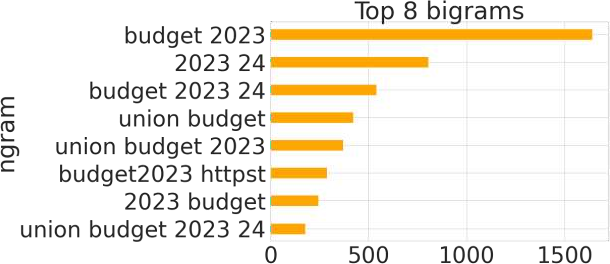 Top 8 bigrams
ngram
budget 2023
2023 24
budget 2023 24
union budget
union budget 2023
budget2023 httpst
2023 budget
union budget 2023 24
0 500 1000 1500